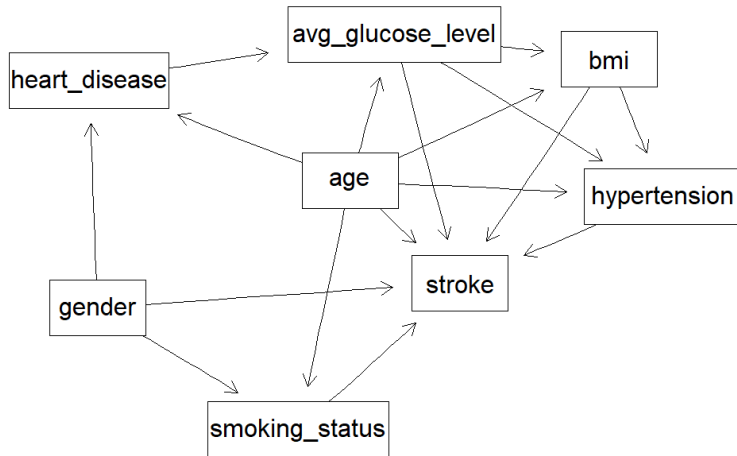 avg_glucose_level
bmi
heart_disease
age
hypertension
stroke
gender
smoking_status